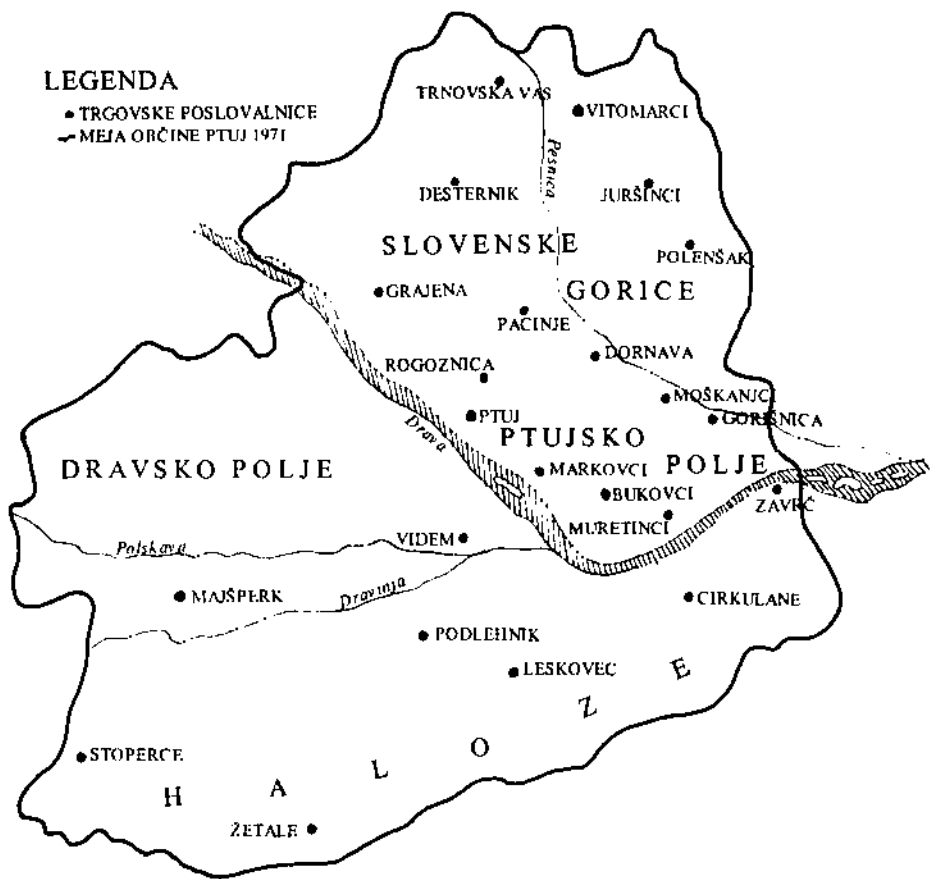 LEGENDA
• TRGOVSKE POSLOVALNICE
MEJA OBČINE PTUJ 1971
TRNOVSKA VAS
VITOMARCI
Pesnica
DESTERNIK
JURŠINCI
SLOVENSKE
POLENŠAK
GRAJENA
GORICE
PACINJE
ROGOZNICA
DORNAVA
MOŠKANJC
PTUJ
GORIŠNICA
Drava
PTUJSKO
DRAVSKO POLJE
MARKOVCI
POLJE
BUKOVCI
ZAVRČ
MURETINCI
VIDEM
Polskava
Dravinja
MAJŠPERK
CIRKULANE
PODLEHNIK
LESKOVEC
STOPERCE
H A L O Z E
ŽETALE